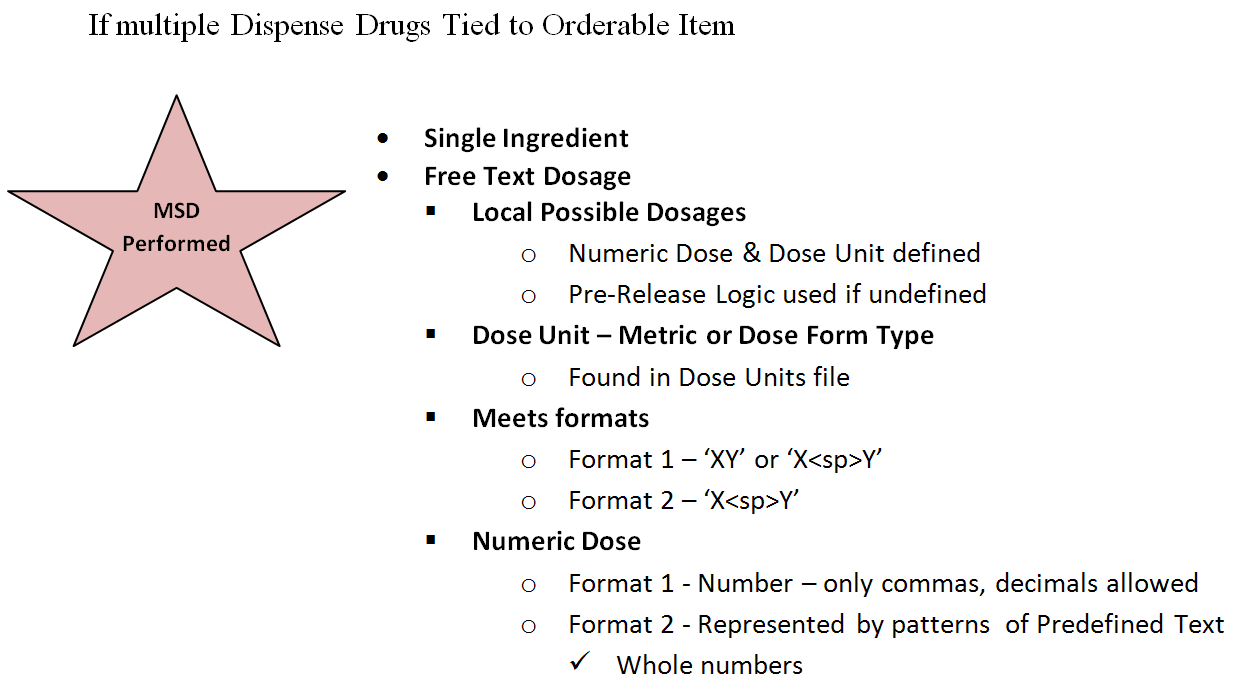 If multiple Dispense Drugs Tied to Orderable Item
MSD
Performed
• Single Ingredient
• Free Text Dosage
▪ Local Possible Dosages
o Numeric Dose & Dose Unit defined
o Pre-Release Logic used if undefined
▪ Dose Unit – Metric or Dose Form Type
o Found in Dose Units file
▪ Meets formats
o Format 1 – ‘XY’ or ‘X<sp>Y’
o Format 2 – ‘X<sp>Y’
▪ Numeric Dose
o Format 1 - Number – only commas, decimals allowed
o Format 2 - Represented by patterns of Predefined Text
✓ Whole numbers